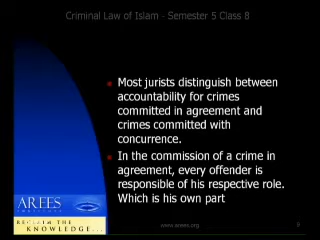 Criminal Law of Islam - Semester 5 Class 8
Most jurists distinguish between
accountability for crimes
committed in agreement and
crimes committed with
concurrence.
In the commission of a crime in
agreement, every offender is
responsible of his respective role.
Which is his own part
AREES
RECLAIM THE
KNOWLEDGE...
www.arees.org
9